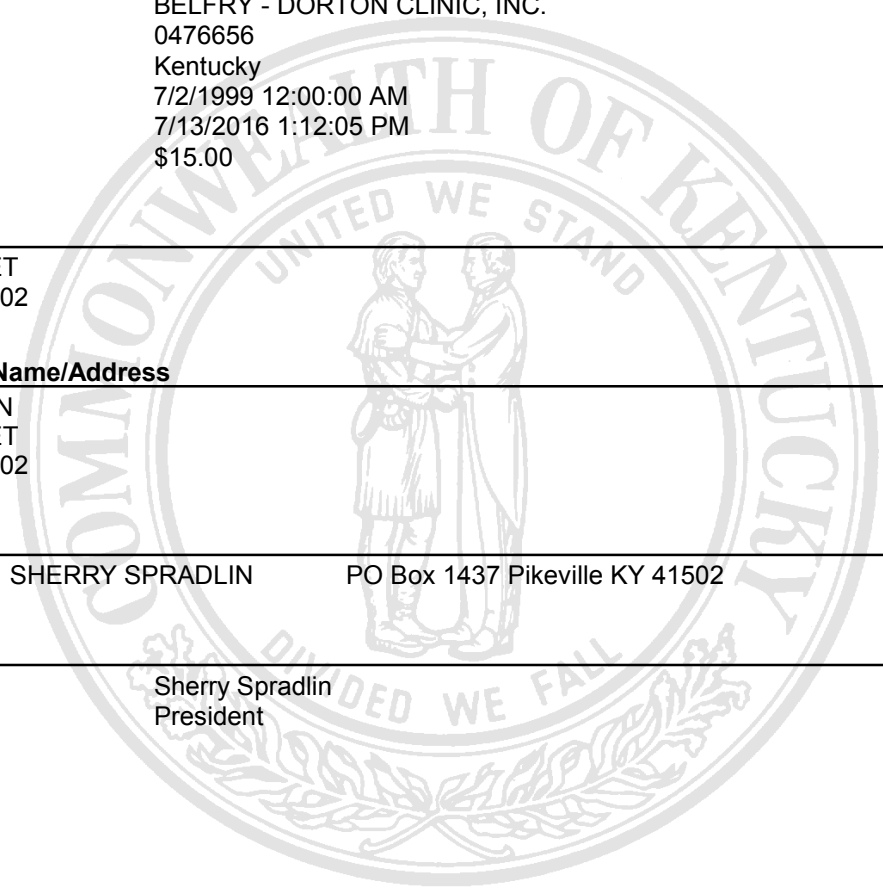 BELFRY - DORTON CLINIC, INC.
0476656
Kentucky
7/2/1999 12:00:00 AM
7/13/2016 1:12:05 PM
$15.00
COMMONWEALTH OF KENTUCKY
UNITED WE STAND
ET
02
Name/Address
N
ET
02
SHERRY SPRADLIN PO Box 1437 Pikeville KY 41502
DIVIDED WE FALL
Sherry Spradlin
President